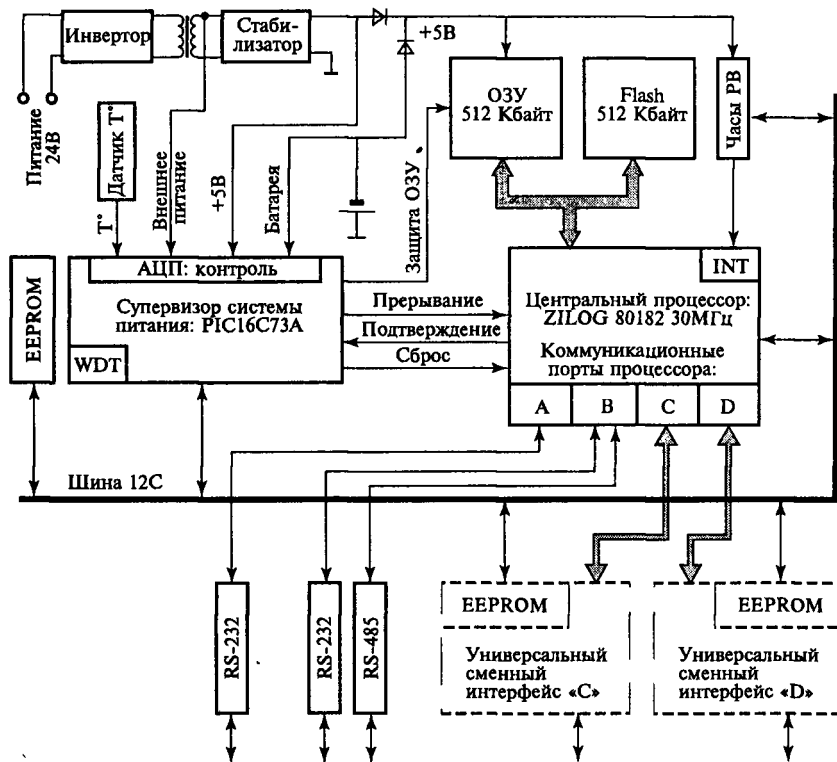 Инвертор
Стаби-
лизатор
+5В
Питание
24В
Датчик T°
T°
Внешнее
питание
+5В
Батарея
Защита ОЗУ
ОЗУ
512 Кбайт
Flash
512 Кбайт
Часы РВ
EEPROM
АЦП: контроль
Супервизор системы
питания: PIC16C73A
WDT
Прерывание
Подтверждение
Сброс
INT
Центральный процессор:
ZILOG 80182 30МГц
Коммуникационные
порты процессора:
A
B
C
D
Шина 12С
RS-232
RS-232
RS-485
EEPROM
Универсальный
сменный
интерфейс «C»
EEPROM
Универсальный
сменный
интерфейс «D»